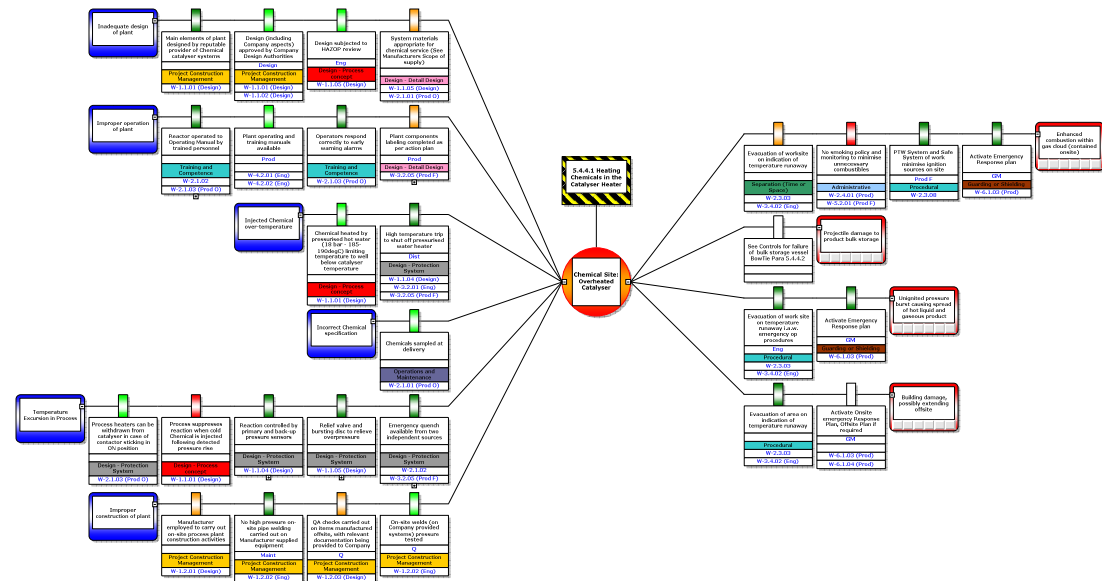 Inadequate design
of plant
Main elements of plant
designed by reputable
provider of Chemical
catalyser systems
Project Construction
Management
W-1.1.01 (Design)
Design (including
Company aspects)
approved by Company
Design Authorities
Design
Project Construction
Management
W-1.1.01 (Design)
W-1.1.02 (Design)
Design subjected to
HAZOP review
Eng
Design - Process
concept
W-1.1.05 (Design)
System materials
appropriate for
chemical service (See
Manufacturers Scope of
supply)
Design - Detail Design
W-1.1.05 (Design)
W-2.1.01 (Prod O)
Improper operation
of plant
Reactor operated to
Operating Manual by
trained personnel
Training and
Competence
W-2.1.02
W-2.1.03 (Prod O)
Plant operating and
training manuals
available
Prod
W-4.2.01 (Eng)
W-4.2.02 (Eng)
Operators respond
correctly to early
warning alarms
Training and
Competence
W-2.1.03 (Prod O)
Plant components
labeling completed as
per action plan
Prod
Design - Detail Design
W-3.2.05 (Prod F)
Injected Chemical
over-temperature
Chemical heated by
pressurised hot water
(18 bar - 185-
190degC) limiting
temperature to well
below catalyser
temperature
Design - Process
concept
W-1.1.01 (Design)
High temperature trip
to shut off pressurised
water heater
Dist
Design - Protection
System
W-1.1.04 (Design)
W-3.2.01 (Eng)
W-3.2.05 (Prod F)
Incorrect Chemical
specification
Chemicals sampled at
delivery
Operations and
Maintenance
W-2.1.01 (Prod O)
Temperature
Excursion in Process
Process heaters can be
withdrawn from
catalyser in case of
contactor sticking in
ON position
Design - Protection
System
W-2.1.03 (Prod O)
Process suppresses
reaction when cold
Chemical is injected
following detected
pressure rise
Design - Process
concept
W-1.1.01 (Design)
Reaction controlled by
primary and back-up
pressure sensors
Design - Protection
System
W-1.1.04 (Design)
Relief valve and
bursting disc to relieve
overpressure
Design - Protection
System
W-1.1.05 (Design)
Emergency quench
available from two
independent sources
Design - Protection
System
W-2.1.02
W-3.2.05 (Prod F)
Improper
construction of plant
Manufacturer
employed to carry out
on-site process plant
construction activities
Project Construction
Management
W-1.2.01 (Design)
No high pressure on-
site pipe welding
carried out on
Manufacturer supplied
equipment
Maint
Project Construction
Management
W-1.2.02 (Eng)
QA checks carried out
on items manufactured
offsite, with relevant
documentation being
provided to Company
Q
Project Construction
Management
W-1.2.03 (Design)
On-site welds (on
Company provided
systems) pressure
tested
Q
Project Construction
Management
W-1.2.02 (Eng)
5.4.4.1 Heating
Chemicals in the
Catalyser Heater
Chemical Site:
Overheated
Catalyser
Evacuation of worksite
on indication of
temperature runaway
Separation (Time or
Space)
W-2.3.03
W-3.4.02 (Eng)
No smoking policy and
monitoring to minimise
unnecessary
combustibles
Administrative
W-2.4.01 (Prod)
W-5.2.01 (Prod F)
PTW System and Safe
System of work
minimise ignition
sources on site
Prod F
Procedural
W-2.3.08
Activate Emergency
Response plan
GM
Guarding or Shielding
W-6.1.03 (Prod)
Enhanced
combustion within
gas cloud (contained
onsite)
See Controls for failure
of bulk storage vessel
BowTie Para 5.4.4.2
Projectile damage to
product bulk storage
Evacuation of work site
on temperature
runaway i.a.w.
emergency op
procedures
Eng
Procedural
W-2.3.03
W-3.4.02 (Eng)
Activate Emergency
Response plan
GM
Guarding or Shielding
W-6.1.03 (Prod)
Unignited pressure
burst causing spread
of hot liquid and
gaseous product
Evacuation of area on
indication of
temperature runaway
Procedural
W-2.3.03
W-3.4.02 (Eng)
Activate Onsite
emergency Response
Plan, Offsite Plan if
required
GM
W-6.1.03 (Prod)
W-6.1.04 (Prod)
Building damage,
possibly extending
offsite